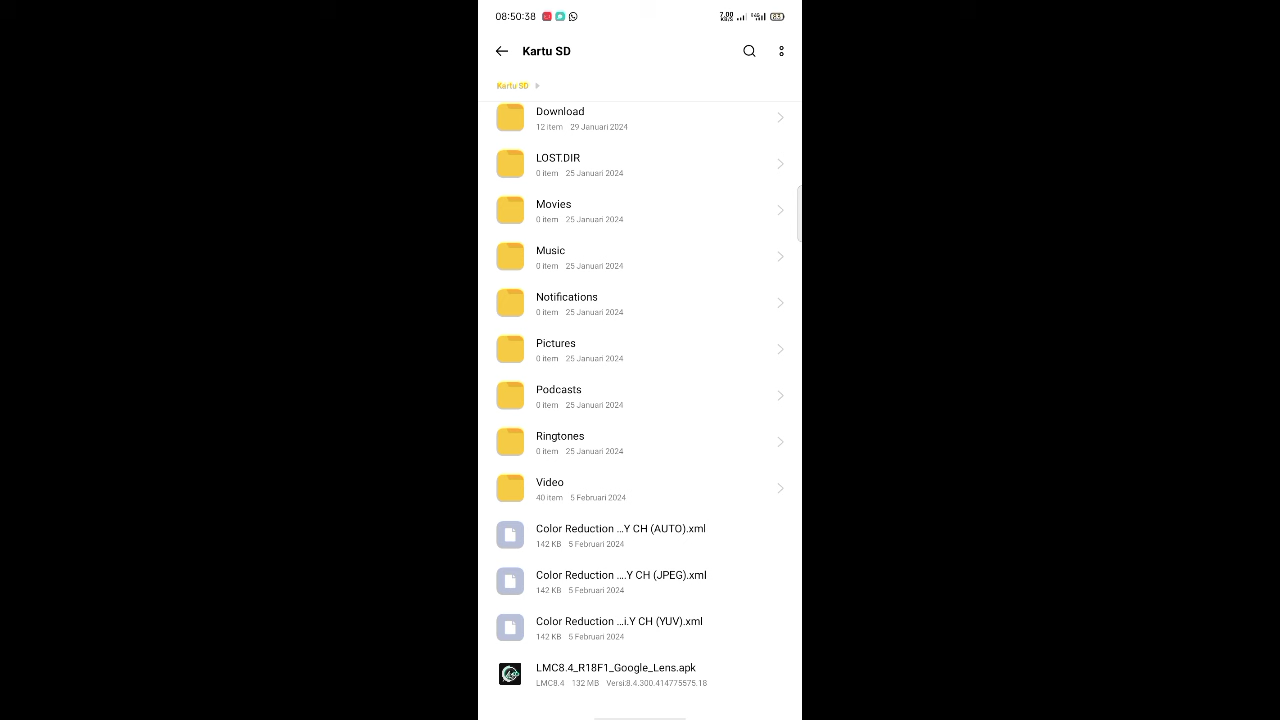 08:50:38
7.00 KB/S
83
Kartu SD
Kartu SD
Download
12 item 29 Januari 2024
LOST.DIR
0 item 25 Januari 2024
Movies
0 item 25 Januari 2024
Music
0 item 25 Januari 2024
Notifications
0 item 25 Januari 2024
Pictures
0 item 25 Januari 2024
Podcasts
0 item 25 Januari 2024
Ringtones
0 item 25 Januari 2024
Video
40 item 5 Februari 2024
Color Reduction ...Y CH (AUTO).xml
142 KB 5 Februari 2024
Color Reduction ....Y CH (JPEG).xml
142 KB 5 Februari 2024
Color Reduction ...i.Y CH (YUV).xml
142 KB 5 Februari 2024
LMC8.4_R18F1_Google_Lens.apk
LMC8.4 132 MB Versi:8.4.300.414775575.18